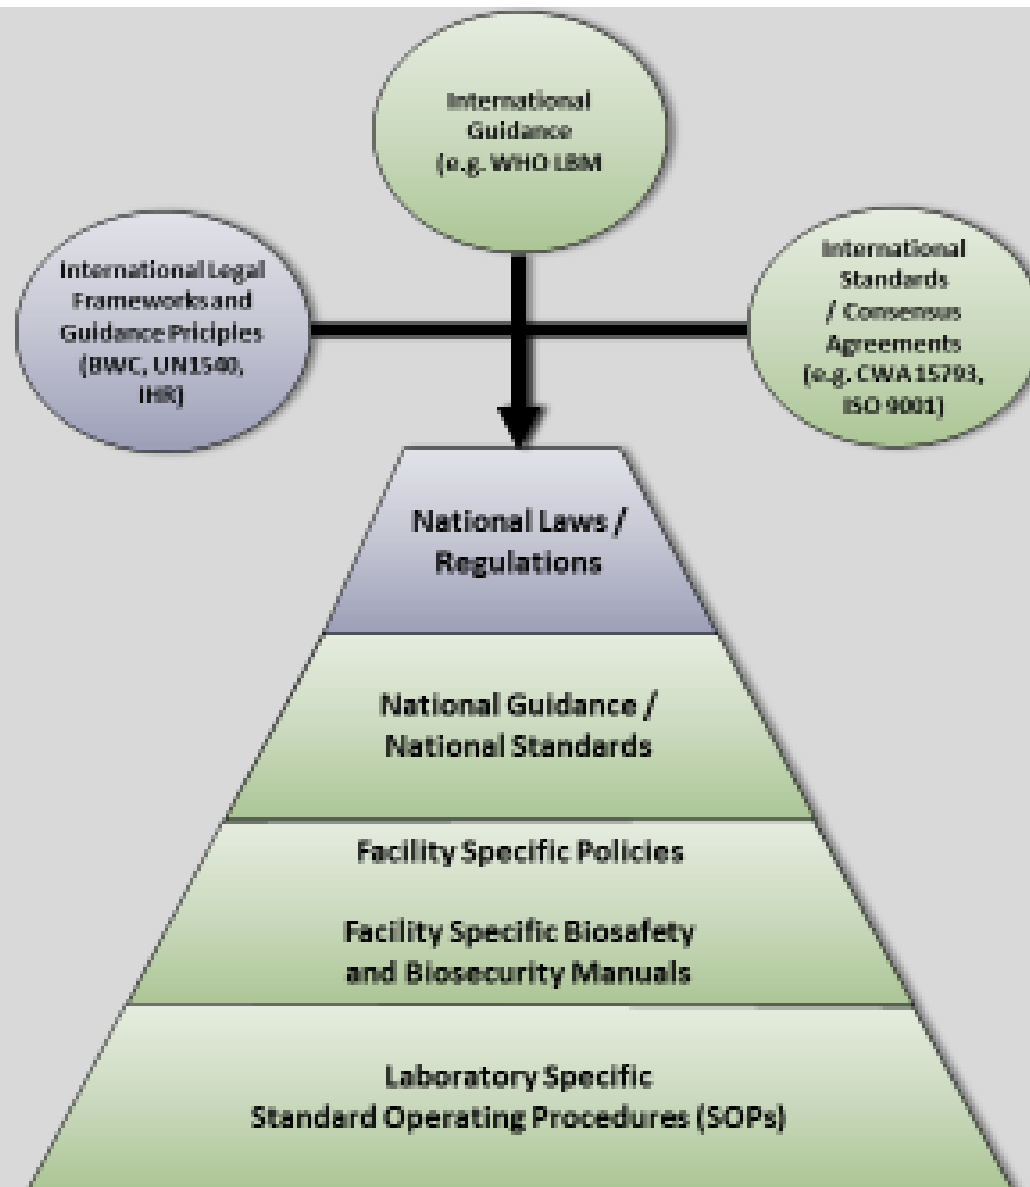 International
Guidance
(e.g. WHO LBM
International Legal
Frameworks and
Guidance Priciples
(BWC, UN1540,
IHR)
International
Standards
/ Consensus
Agreements
(e.g. CWA 15793,
ISO 9001)
National Laws /
Regulations
National Guidance /
National Standards
Facility Specific Policies
Facility Specific Biosafety
and Biosecurity Manuals
Laboratory Specific
Standard Operating Procedures (SOPs)